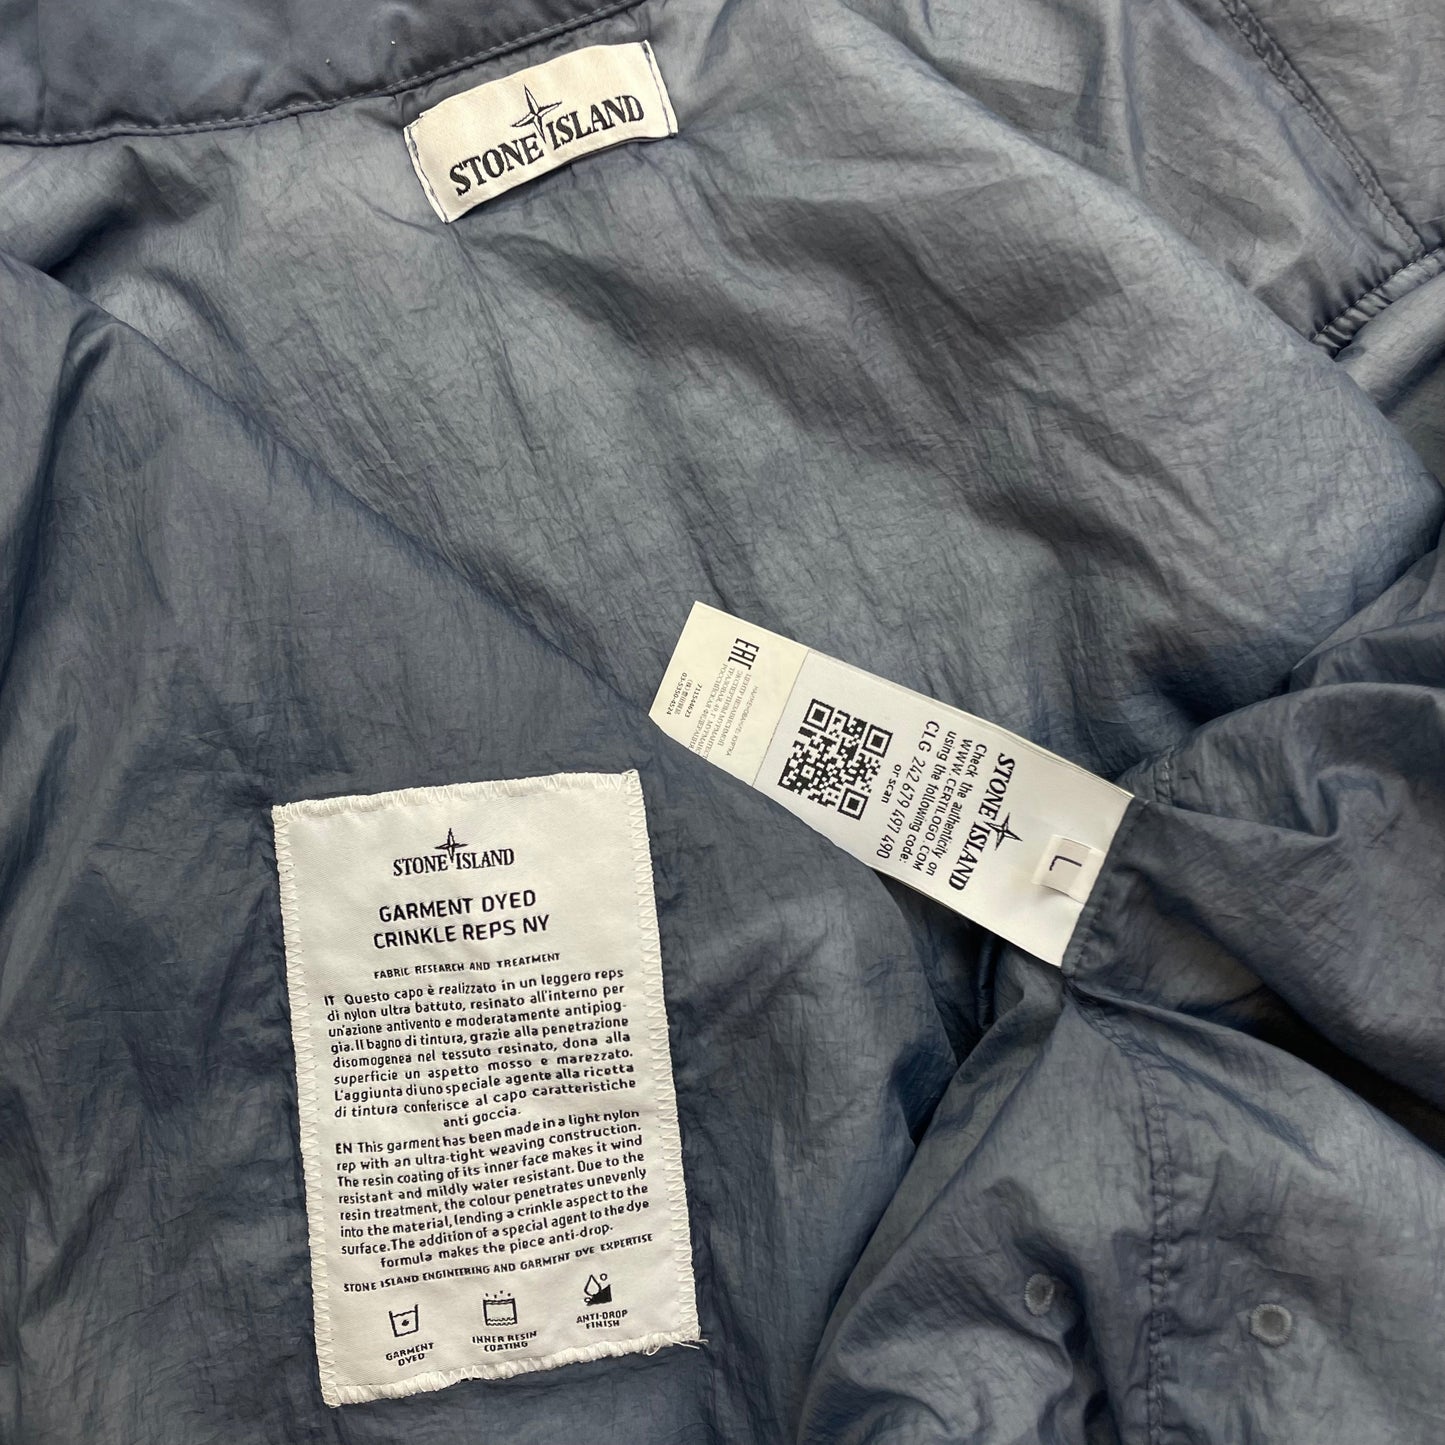 STONE ISLAND
STONE ISLAND
GARMENT DYED
CRINKLE REPS NY
FABRIC RESEARCH AND TREATMENT
IT Questo capo è realizzato in un leggero reps
di nylon ultra battuto, resinato all'interno per
un'azione antivento e moderatamente antipiog-
gia. Il bagno di tintura, grazie alla penetrazione
disomogenea nel tessuto resinato, dona alla
superficie un aspetto mosso e marezzato.
L'aggiunta di uno speciale agente alla ricetta
di tintura conferisce al capo caratteristiche
anti goccia.
EN This garment has been made in a light nylon
rep with an ultra-tight weaving construction.
The resin coating of its inner face makes it wind
resistant and mildly water resistant. Due to the
resin treatment, the colour penetrates unevenly
into the material, lending a crinkle aspect to the
surface. The addition of a special agent to the dye
formula makes the piece anti-drop.
STONE ISLAND ENGINEERING AND GARMENT DYE EXPERTISE
GARMENT
DYED
INNER RESIN
COATING
ANTI-DROP
FINISH
L
STONE ISLAND
Check the authenticity on
WWW.CERTILOGO.COM
using the following code:
CLG 242 679 497 490
or scan
EAC
711544623
03-5350-4524